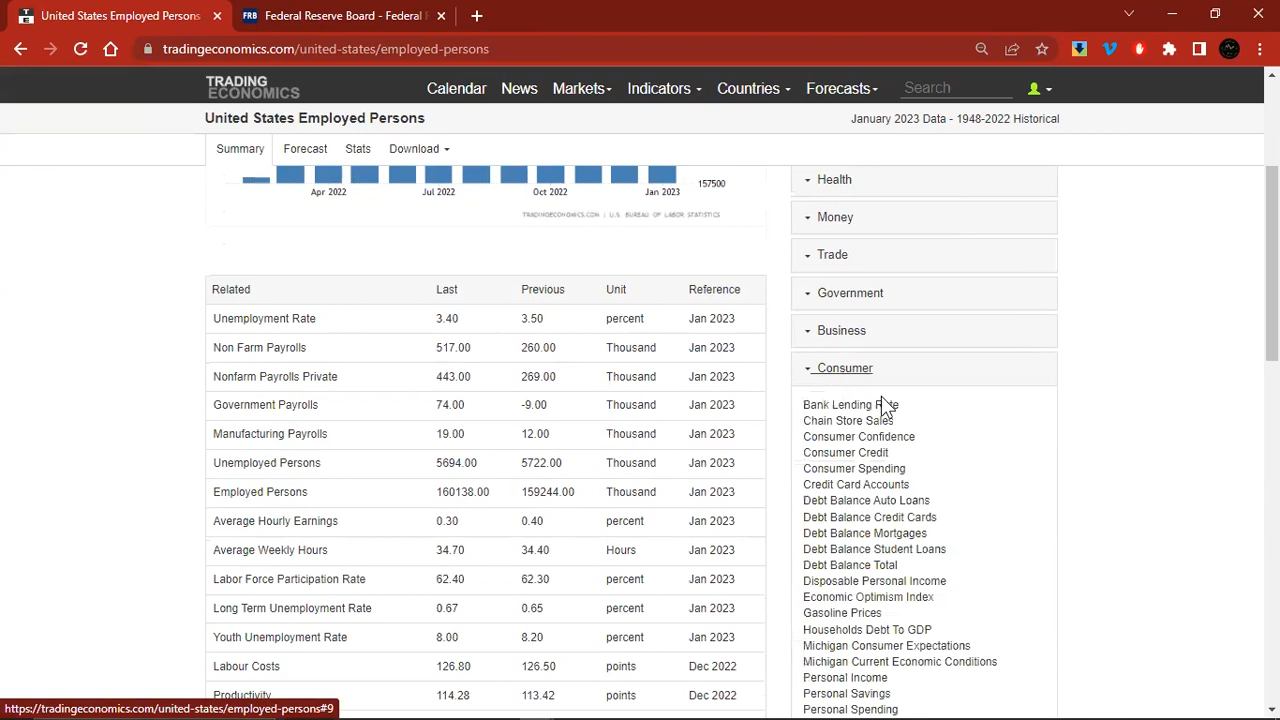 United States Employed Persons
Federal Reserve Board - Federal R
tradingeconomics.com/united-states/employed-persons
TRADING
ECONOMICS
Calendar News Markets Indicators Countries Forecasts Search
United States Employed Persons
January 2023 Data - 1948-2022 Historical
Summary Forecast Stats Download
157500
Apr 2022 Jul 2022 Oct 2022 Jan 2023
TRADINGECONOMICS.COM | U.S. BUREAU OF LABOR STATISTICS
Related Last Previous Unit Reference
Unemployment Rate 3.40 3.50 percent Jan 2023
Non Farm Payrolls 517.00 260.00 Thousand Jan 2023
Nonfarm Payrolls Private 443.00 269.00 Thousand Jan 2023
Government Payrolls 74.00 -9.00 Thousand Jan 2023
Manufacturing Payrolls 19.00 12.00 Thousand Jan 2023
Unemployed Persons 5694.00 5722.00 Thousand Jan 2023
Employed Persons 160138.00 159244.00 Thousand Jan 2023
Average Hourly Earnings 0.30 0.40 percent Jan 2023
Average Weekly Hours 34.70 34.40 Hours Jan 2023
Labor Force Participation Rate 62.40 62.30 percent Jan 2023
Long Term Unemployment Rate 0.67 0.65 percent Jan 2023
Youth Unemployment Rate 8.00 8.20 percent Jan 2023
Labour Costs 126.80 126.50 points Dec 2022
Productivity 114.28 113.42 points Dec 2022
Health
Money
Trade
Government
Business
Consumer
Bank Lending Rate
Chain Store Sales
Consumer Confidence
Consumer Credit
Consumer Spending
Credit Card Accounts
Debt Balance Auto Loans
Debt Balance Credit Cards
Debt Balance Mortgages
Debt Balance Student Loans
Debt Balance Total
Disposable Personal Income
Economic Optimism Index
Gasoline Prices
Households Debt To GDP
Michigan Consumer Expectations
Michigan Current Economic Conditions
Personal Income
Personal Savings
Personal Spending
https://tradingeconomics.com/united-states/employed-persons#9